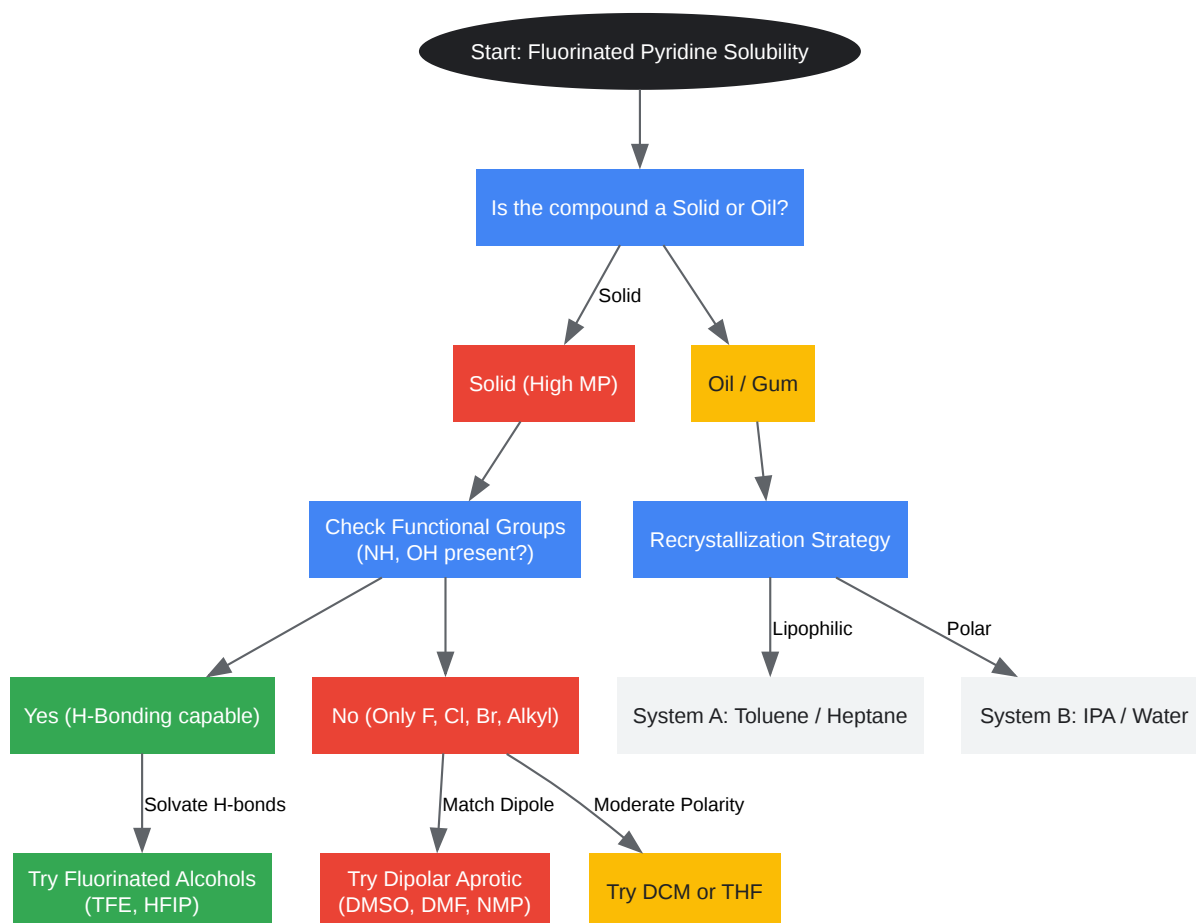 Start: Fluorinated Pyridine Solubility
Is the compound a Solid or Oil?
Solid
Solid (High MP)
Oil / Gum
Check Functional Groups
(NH, OH present?)
Recrystallization Strategy
Lipophilic
Polar
Yes (H-Bonding capable)
No (Only F, Cl, Br, Alkyl)
System A: Toluene / Heptane
System B: IPA / Water
Solvate H-bonds
Match Dipole
Moderate Polarity
Try Fluorinated Alcohols
(TFE, HFIP)
Try Dipolar Aprotic
(DMSO, DMF, NMP)
Try DCM or THF